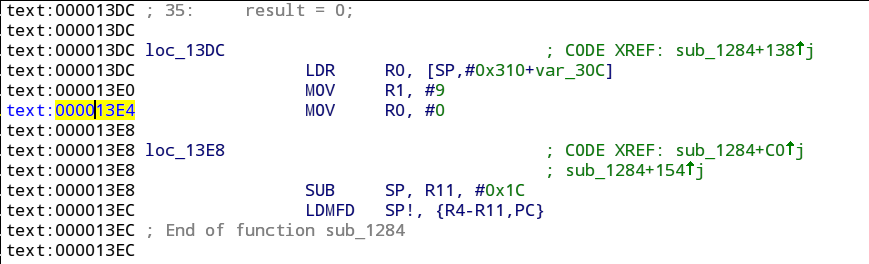 text:000013DC ; 35:     result = 0;
text:000013DC
text:000013DC loc_13DC                                ; CODE XREF: sub_1284+138↑j
text:000013DC                 LDR     R0, [SP,#0x310+var_30C]
text:000013E0                 MOV     R1, #9
text:000013E4                 MOV     R0, #0
text:000013E8
text:000013E8 loc_13E8                                ; CODE XREF: sub_1284+C0↑j
text:000013E8                                         ; sub_1284+154↑j
text:000013E8                 SUB     SP, R11, #0x1C
text:000013EC                 LDMFD   SP!, {R4-R11,PC}
text:000013EC ; End of function sub_1284
text:000013EC